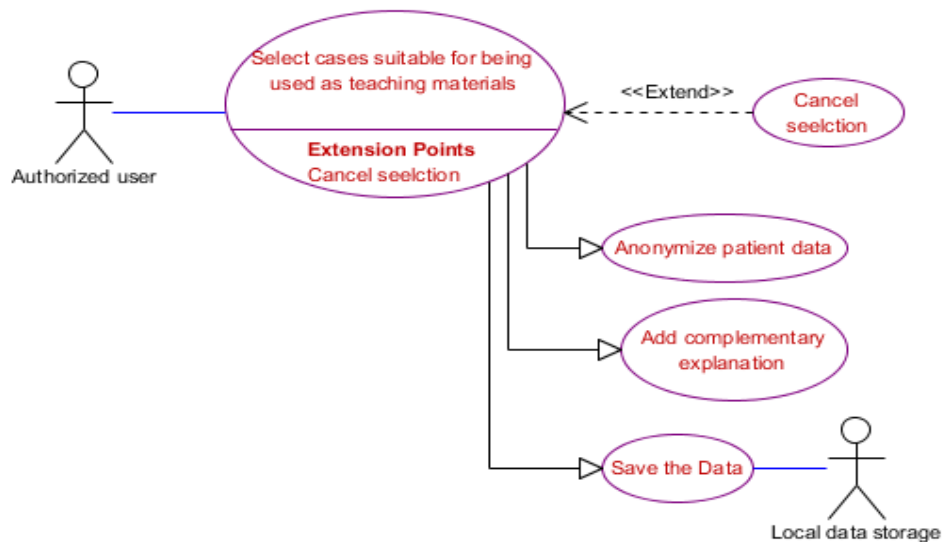 Select cases suitable for being
used as teaching materials
<<Extend>>
Cancel
seelction
Extension Points
Cancel seelction
Authorized user
Anonymize patient data
Add complementary
explanation
Save the Data
Local data storage